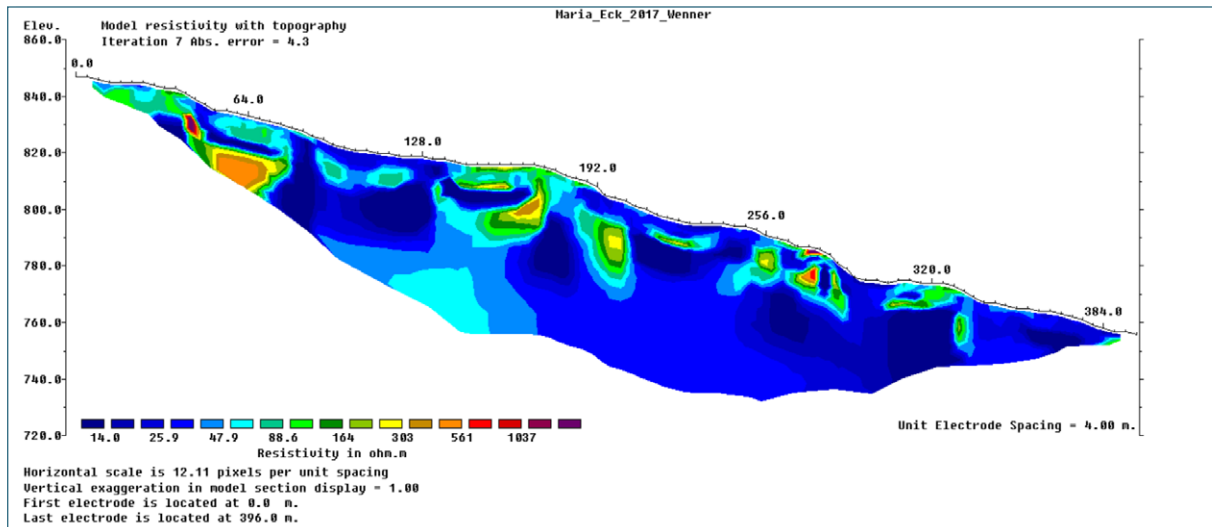 Maria_Eck_2017_Wenner
Elev.
Model resistivity with topography
Iteration 7 Abs. error = 4.3
860.0
840.0
820.0
800.0
780.0
760.0
740.0
720.0
0.0
64.0
128.0
192.0
256.0
320.0
384.0
14.0 25.9 47.9 88.6 164 303 561 1037
Resistivity in ohm.m
Unit Electrode Spacing = 4.00 m.
Horizontal scale is 12.11 pixels per unit spacing
Vertical exaggeration in model section display = 1.00
First electrode is located at 0.0 m.
Last electrode is located at 396.0 m.